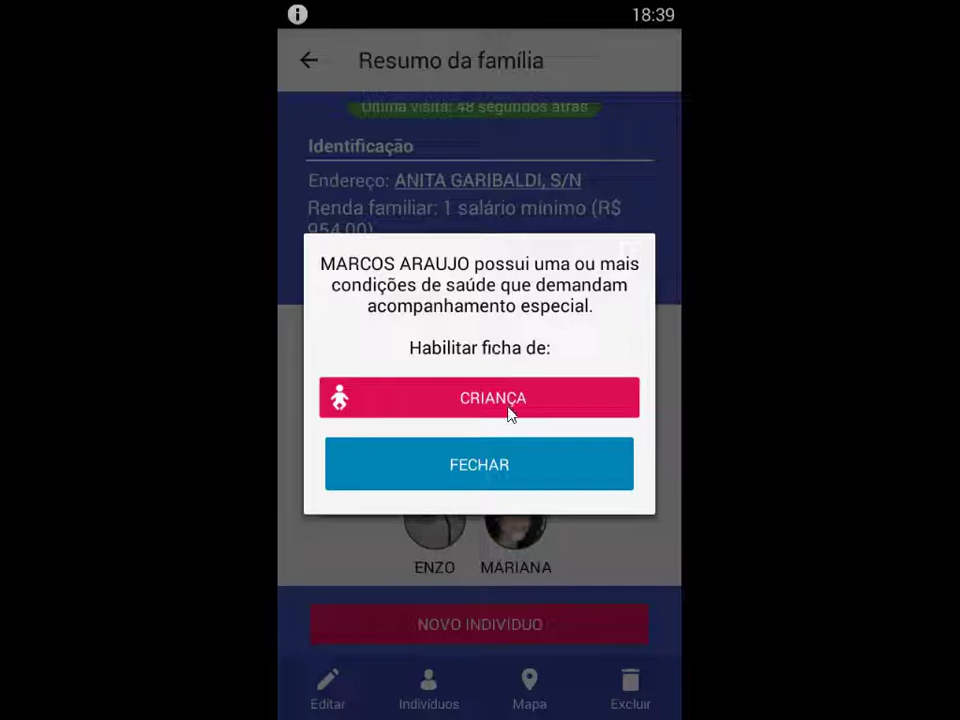 18:39
Resumo da família
Última visita: 48 segundos atrás
Identificação
Endereço: ANITA GARIBALDI, S/N
Renda familiar: 1 salário mínimo (R$
954,00)
MARCOS ARAUJO possui uma ou mais
condições de saúde que demandam
acompanhamento especial.
Habilitar ficha de:
CRIANÇA
FECHAR
ENZO MARIANA
NOVO INDIVÍDUO
Editar Indivíduos Mapa Excluir